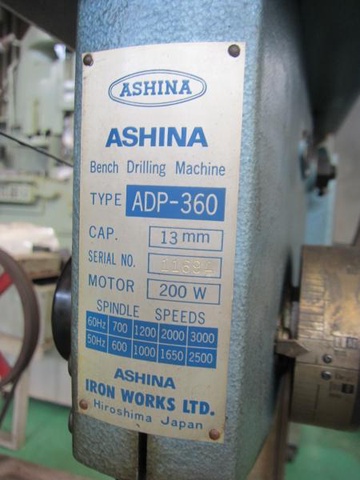 ASHINA
ASHINA
Bench Drilling Machine
TYPE ADP-360
CAP. 13 mm
SERIAL NO.
MOTOR 200 W
SPINDLE SPEEDS
60Hz 700 1200 2000 3000
50Hz 600 1000 1650 2500
ASHINA
IRON WORKS LTD.
Hiroshima Japan